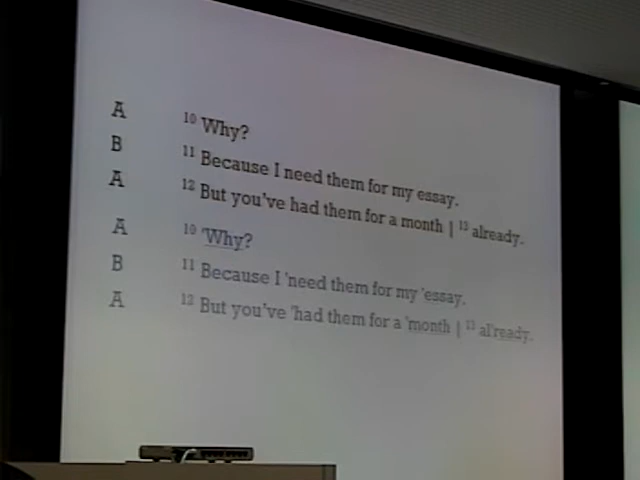 A 10 Why?
B 11 Because I need them for my essay.
A 12 But you've had them for a month | 13 already.
A 10 'Why?
B 11 Because I 'need them for my 'essay.
A 12 But you've 'had them for a 'month | 13 al'ready.